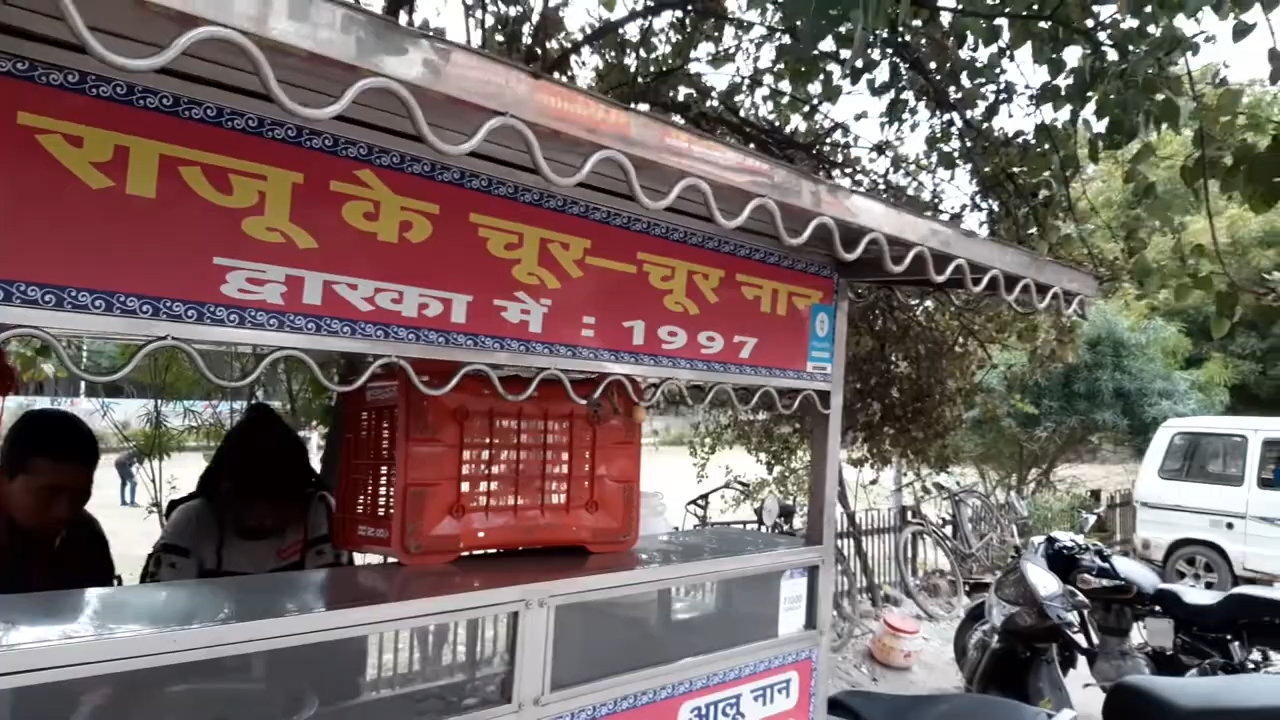 राजू के चूर-चूर नान
द्वारका में : 1997
आलू नान